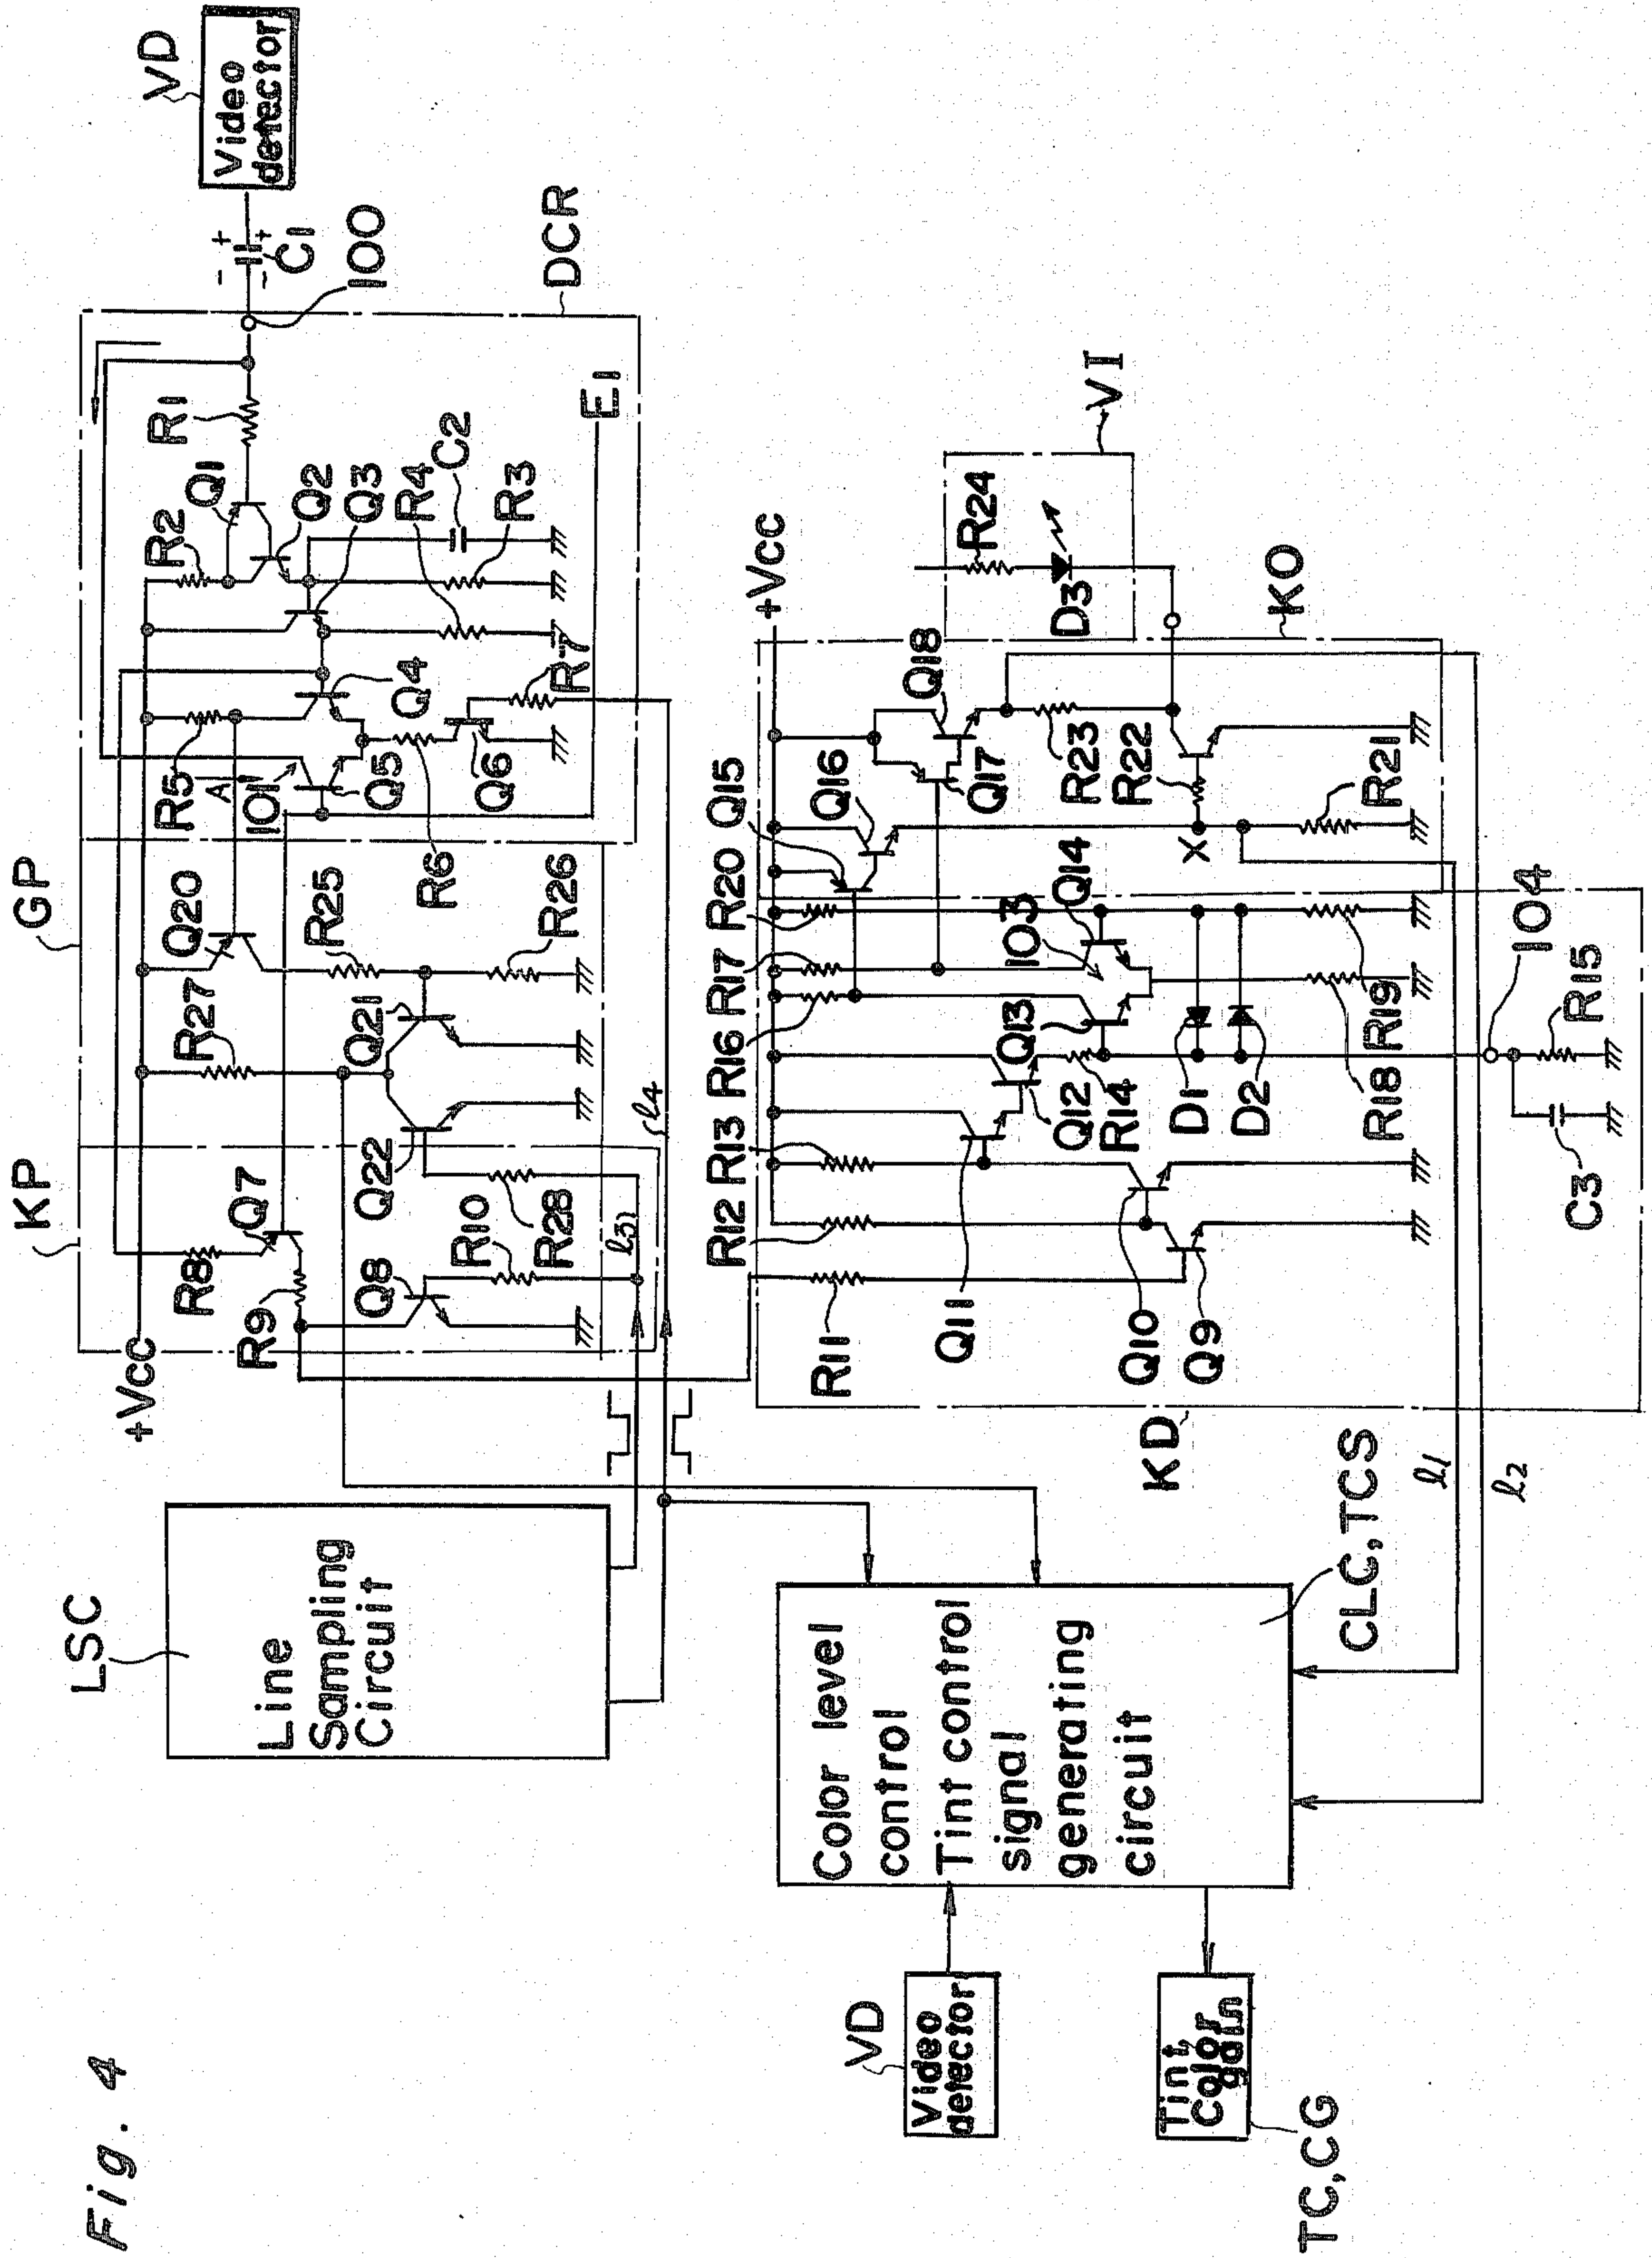 Fig. 4
VD
Video
detector
C1
+
+
-
-
100
DCR
R1
Q1
R2
Q2
Q3
R4
C2
R3
E1
Q4
R7
R5
A
101
Q5
Q6
R6
GP
Q20
R25
R26
R27
Q21
l4
KP
Q7
Q22
R28
l3
R8
R10
Q8
R9
+Vcc
LSC
Line
Sampling
Circuit
VI
R24
D3
+Vcc
KO
Q18
Q15
Q16
Q17
R23
R22
R21
X
R20
Q14
104
R17
103
R15
R16
Q13
R19
R18
Q12
R14
D1
D2
R13
C3
R12
Q11
Q10
Q9
R11
KD
l1
l2
CLC,TCS
Color level
control
Tint control
signal
generating
circuit
VD
Video
detector
Tint,
Color
gain
TC,CG